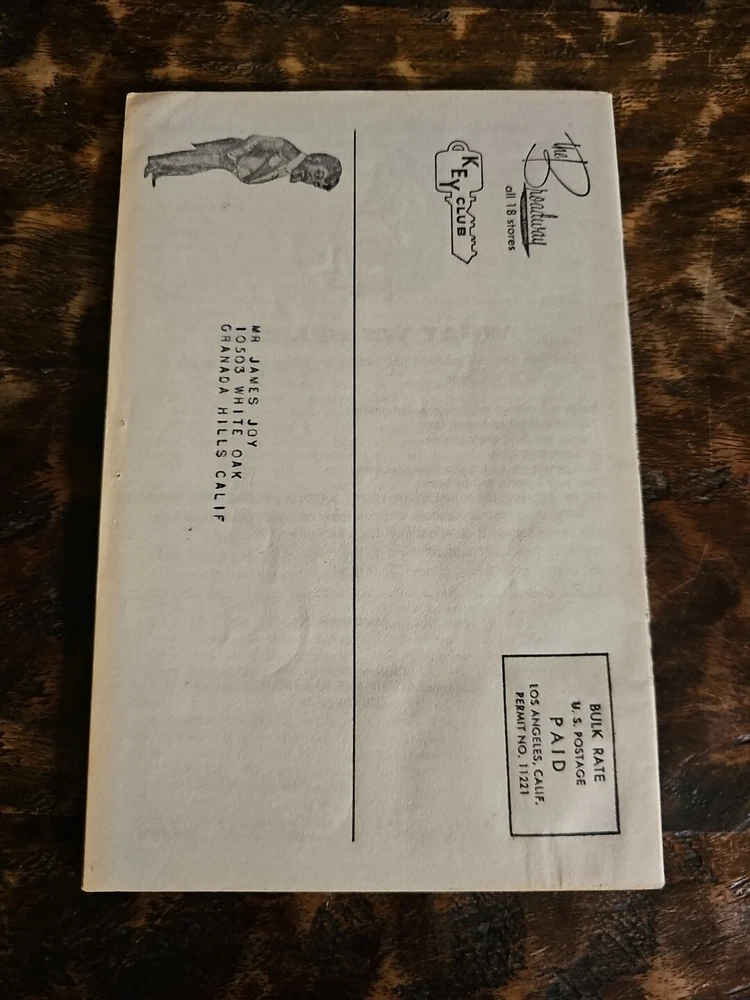 the Broadway
all 18 stores
KEY CLUB
BULK RATE
U. S. POSTAGE
PAID
LOS ANGELES, CALIF.
PERMIT NO. 11221
MR JAMES JOY
10503 WHITE OAK
GRANADA HILLS CALIF